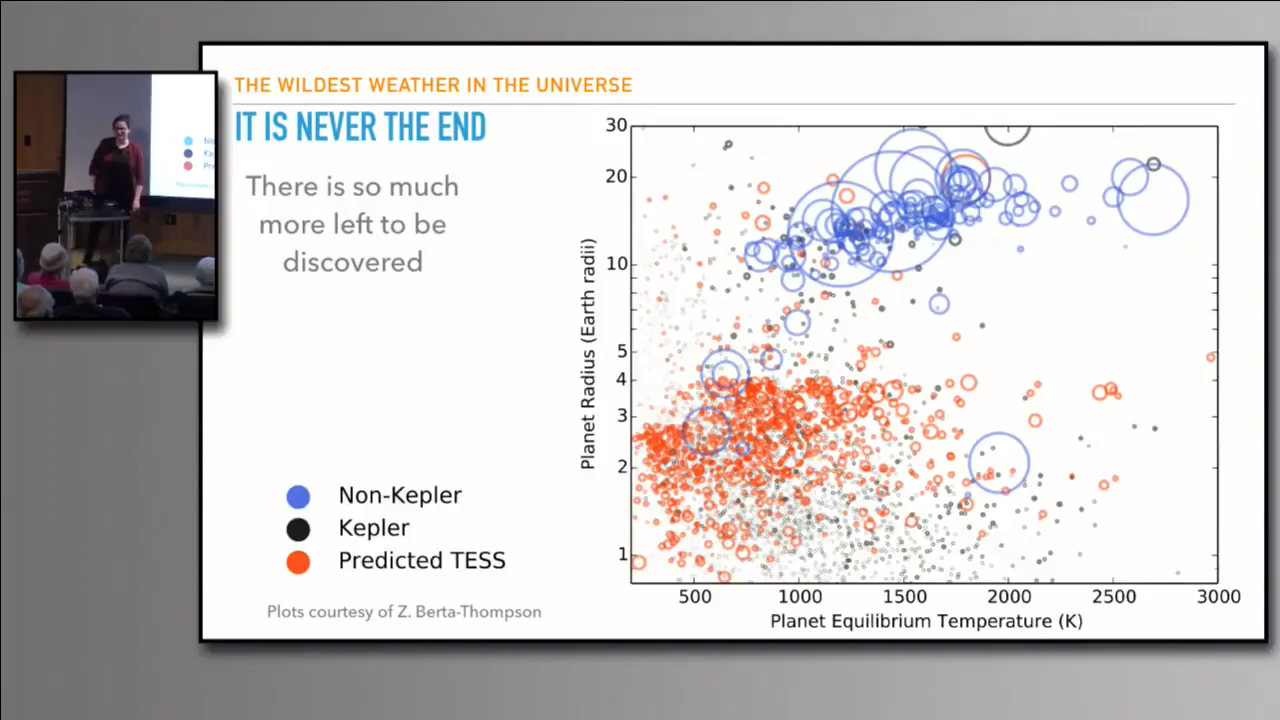 THE WILDEST WEATHER IN THE UNIVERSE
IT IS NEVER THE END
There is so much
more left to be
discovered
Non-Kepler
Kepler
Predicted TESS
Plots courtesy of Z. Berta-Thompson
Planet Radius (Earth radii)
30
20
10
5
4
3
2
1
500 1000 1500 2000 2500 3000
Planet Equilibrium Temperature (K)